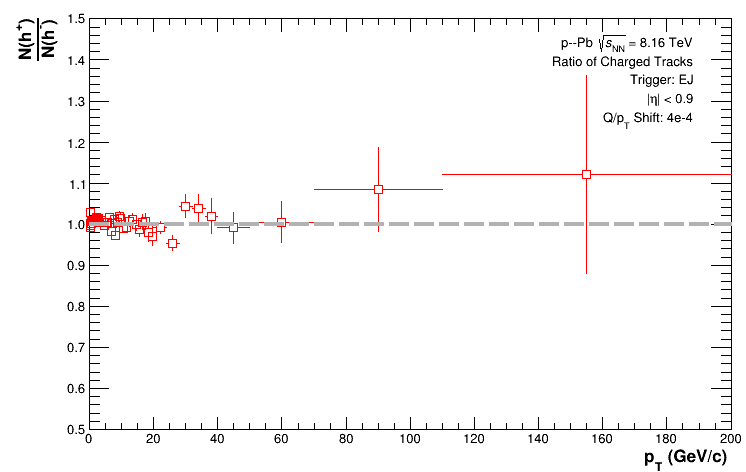 N(h+)
N(h-)
p--Pb √sNN = 8.16 TeV
Ratio of Charged Tracks
Trigger: EJ
|η| < 0.9
Q/pT Shift: 4e-4
1.5
1.4
1.3
1.2
1.1
1.0
0.9
0.8
0.7
0.6
0.5
0 20 40 60 80 100 120 140 160 180 200
pT (GeV/c)